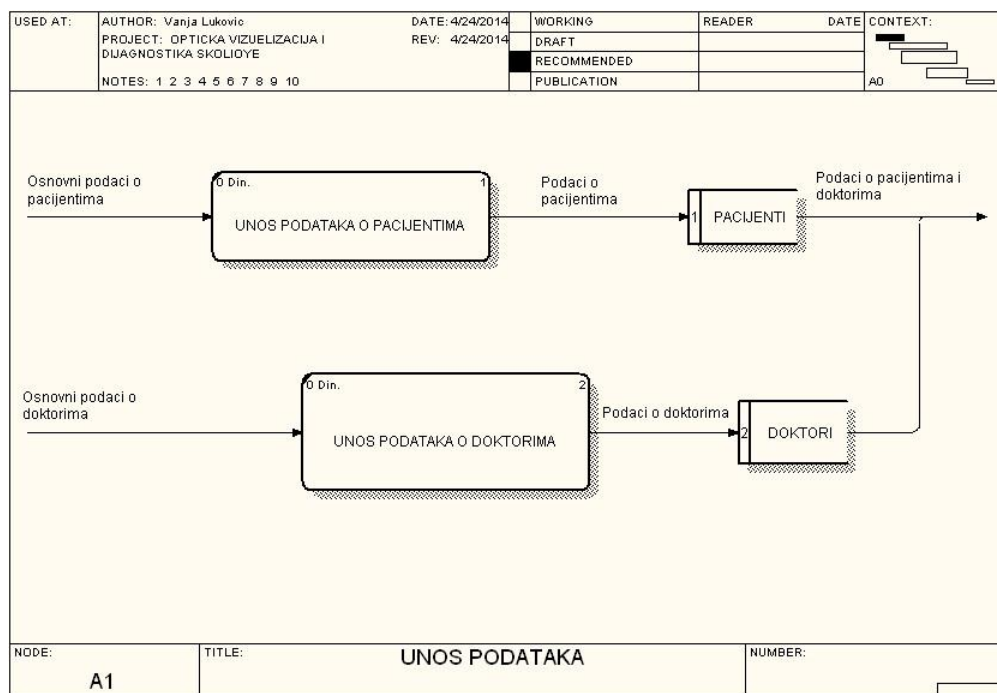 USED AT:
AUTHOR: Vanja Lukovic
DATE: 4/24/2014
PROJECT: OPTICKA VIZUELIZACIJA I
DIJAGNOSTIKA SKOLIOYE
REV: 4/24/2014
NOTES: 1 2 3 4 5 6 7 8 9 10
WORKING
DRAFT
RECOMMENDED
PUBLICATION
READER
DATE
CONTEXT:
A0
Osnovni podaci o
pacijentima
0 Din.
1
UNOS PODATAKA O PACIJENTIMA
Podaci o
pacijentima
1
PACIJENTI
Podaci o pacijentima i
doktorima
Osnovni podaci o
doktorima
0 Din.
2
UNOS PODATAKA O DOKTORIMA
Podaci o doktorima
2
DOKTORI
NODE:
A1
TITLE:
UNOS PODATAKA
NUMBER: